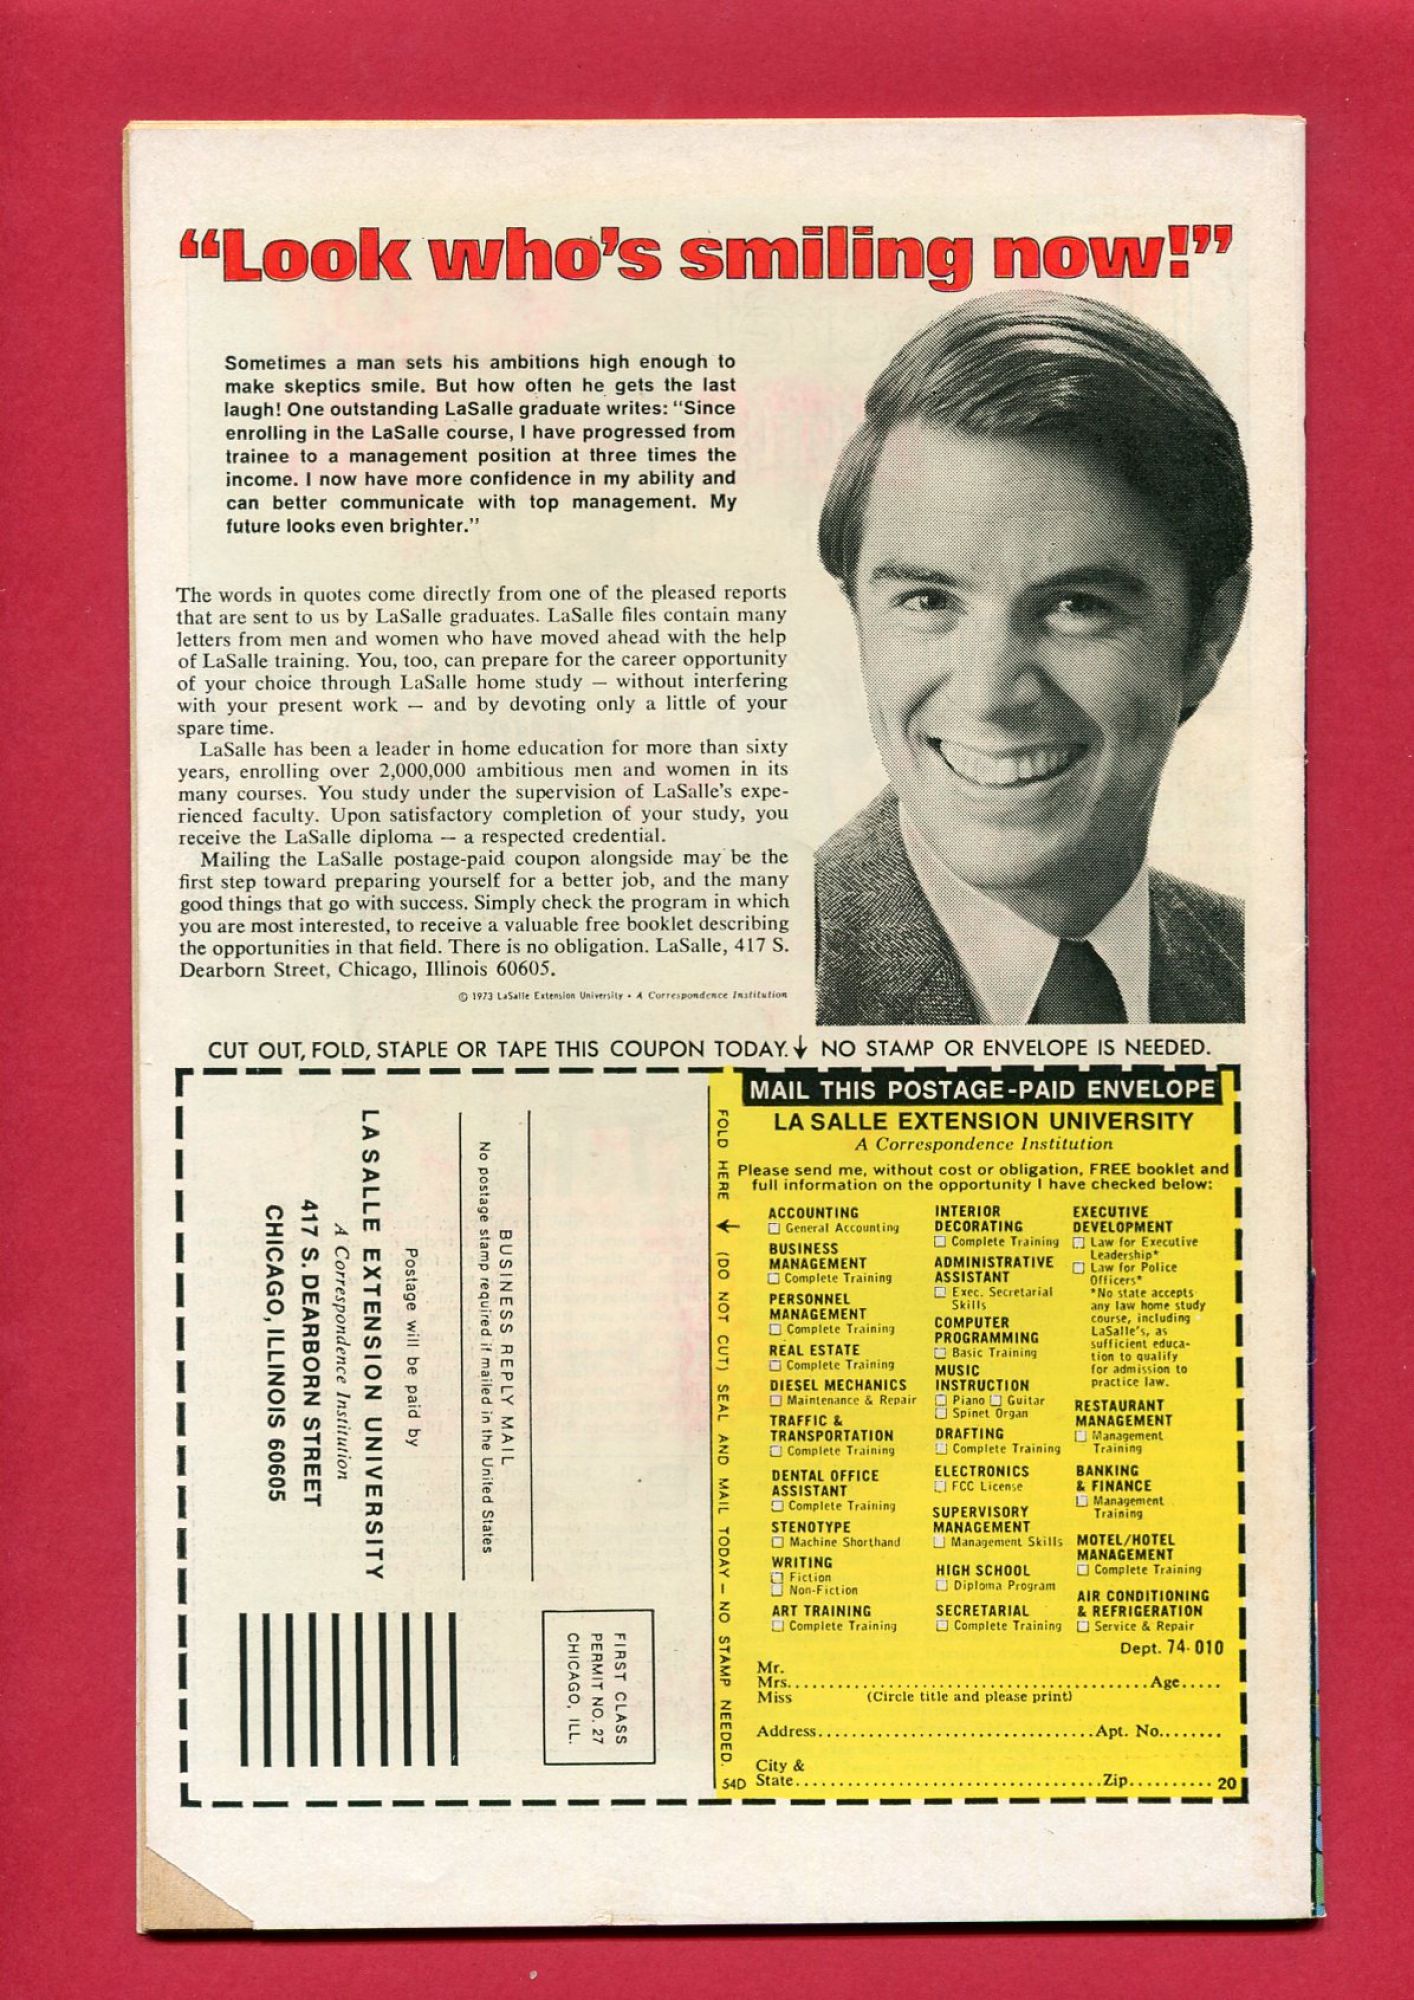 “Look who's smiling now!”
Sometimes a man sets his ambitions high enough to
make skeptics smile. But how often he gets the last
laugh! One outstanding LaSalle graduate writes: “Since
enrolling in the LaSalle course, I have progressed from
trainee to a management position at three times the
income. I now have more confidence in my ability and
can better communicate with top management. My
future looks even brighter.”
The words in quotes come directly from one of the pleased reports
that are sent to us by LaSalle graduates. LaSalle files contain many
letters from men and women who have moved ahead with the help
of LaSalle training. You, too, can prepare for the career opportunity
of your choice through LaSalle home study — without interfering
with your present work — and by devoting only a little of your
spare time.
LaSalle has been a leader in home education for more than sixty
years, enrolling over 2,000,000 ambitious men and women in its
many courses. You study under the supervision of LaSalle's expe-
rienced faculty. Upon satisfactory completion of your study, you
receive the LaSalle diploma — a respected credential.
Mailing the LaSalle postage-paid coupon alongside may be the
first step toward preparing yourself for a better job, and the many
good things that go with success. Simply check the program in which
you are most interested, to receive a valuable free booklet describing
the opportunities in that field. There is no obligation. LaSalle, 417 S.
Dearborn Street, Chicago, Illinois 60605.
© 1973 LaSalle Extension University • A Correspondence Institution
CUT OUT, FOLD, STAPLE OR TAPE THIS COUPON TODAY. ↓ NO STAMP OR ENVELOPE IS NEEDED.
FIRST CLASS
PERMIT NO. 27
CHICAGO, ILL.
BUSINESS REPLY MAIL
No postage stamp required if mailed in the United States
Postage will be paid by
LA SALLE EXTENSION UNIVERSITY
A Correspondence Institution
417 S. DEARBORN STREET
CHICAGO, ILLINOIS 60605
FOLD HERE (DO NOT CUT) SEAL AND MAIL TODAY — NO STAMP NEEDED.
MAIL THIS POSTAGE-PAID ENVELOPE
LA SALLE EXTENSION UNIVERSITY
A Correspondence Institution
Please send me, without cost or obligation, FREE booklet and
full information on the opportunity I have checked below:
ACCOUNTING
☐ General Accounting
BUSINESS
MANAGEMENT
☐ Complete Training
PERSONNEL
MANAGEMENT
☐ Complete Training
REAL ESTATE
☐ Complete Training
DIESEL MECHANICS
☐ Maintenance & Repair
TRAFFIC &
TRANSPORTATION
☐ Complete Training
DENTAL OFFICE
ASSISTANT
☐ Complete Training
STENOTYPE
☐ Machine Shorthand
WRITING
☐ Fiction
☐ Non-Fiction
ART TRAINING
☐ Complete Training
INTERIOR
DECORATING
☐ Complete Training
ADMINISTRATIVE
ASSISTANT
☐ Exec. Secretarial
Skills
COMPUTER
PROGRAMMING
☐ Basic Training
MUSIC
INSTRUCTION
☐ Piano ☐ Guitar
☐ Spinet Organ
DRAFTING
☐ Complete Training
ELECTRONICS
☐ FCC License
SUPERVISORY
MANAGEMENT
☐ Management Skills
HIGH SCHOOL
☐ Diploma Program
SECRETARIAL
☐ Complete Training
EXECUTIVE
DEVELOPMENT
☐ Law for Executive
Leadership*
☐ Law for Police
Officers*
*No state accepts
any law home study
course, including
LaSalle's, as
sufficient educa-
tion to qualify
for admission to
practice law.
RESTAURANT
MANAGEMENT
☐ Management
Training
BANKING
& FINANCE
☐ Management
Training
MOTEL/HOTEL
MANAGEMENT
☐ Complete Training
AIR CONDITIONING
& REFRIGERATION
☐ Service & Repair
Dept. 74-010
Mr.
Mrs. Age
Miss (Circle title and please print)
Address Apt. No.
City &
54D State Zip 20